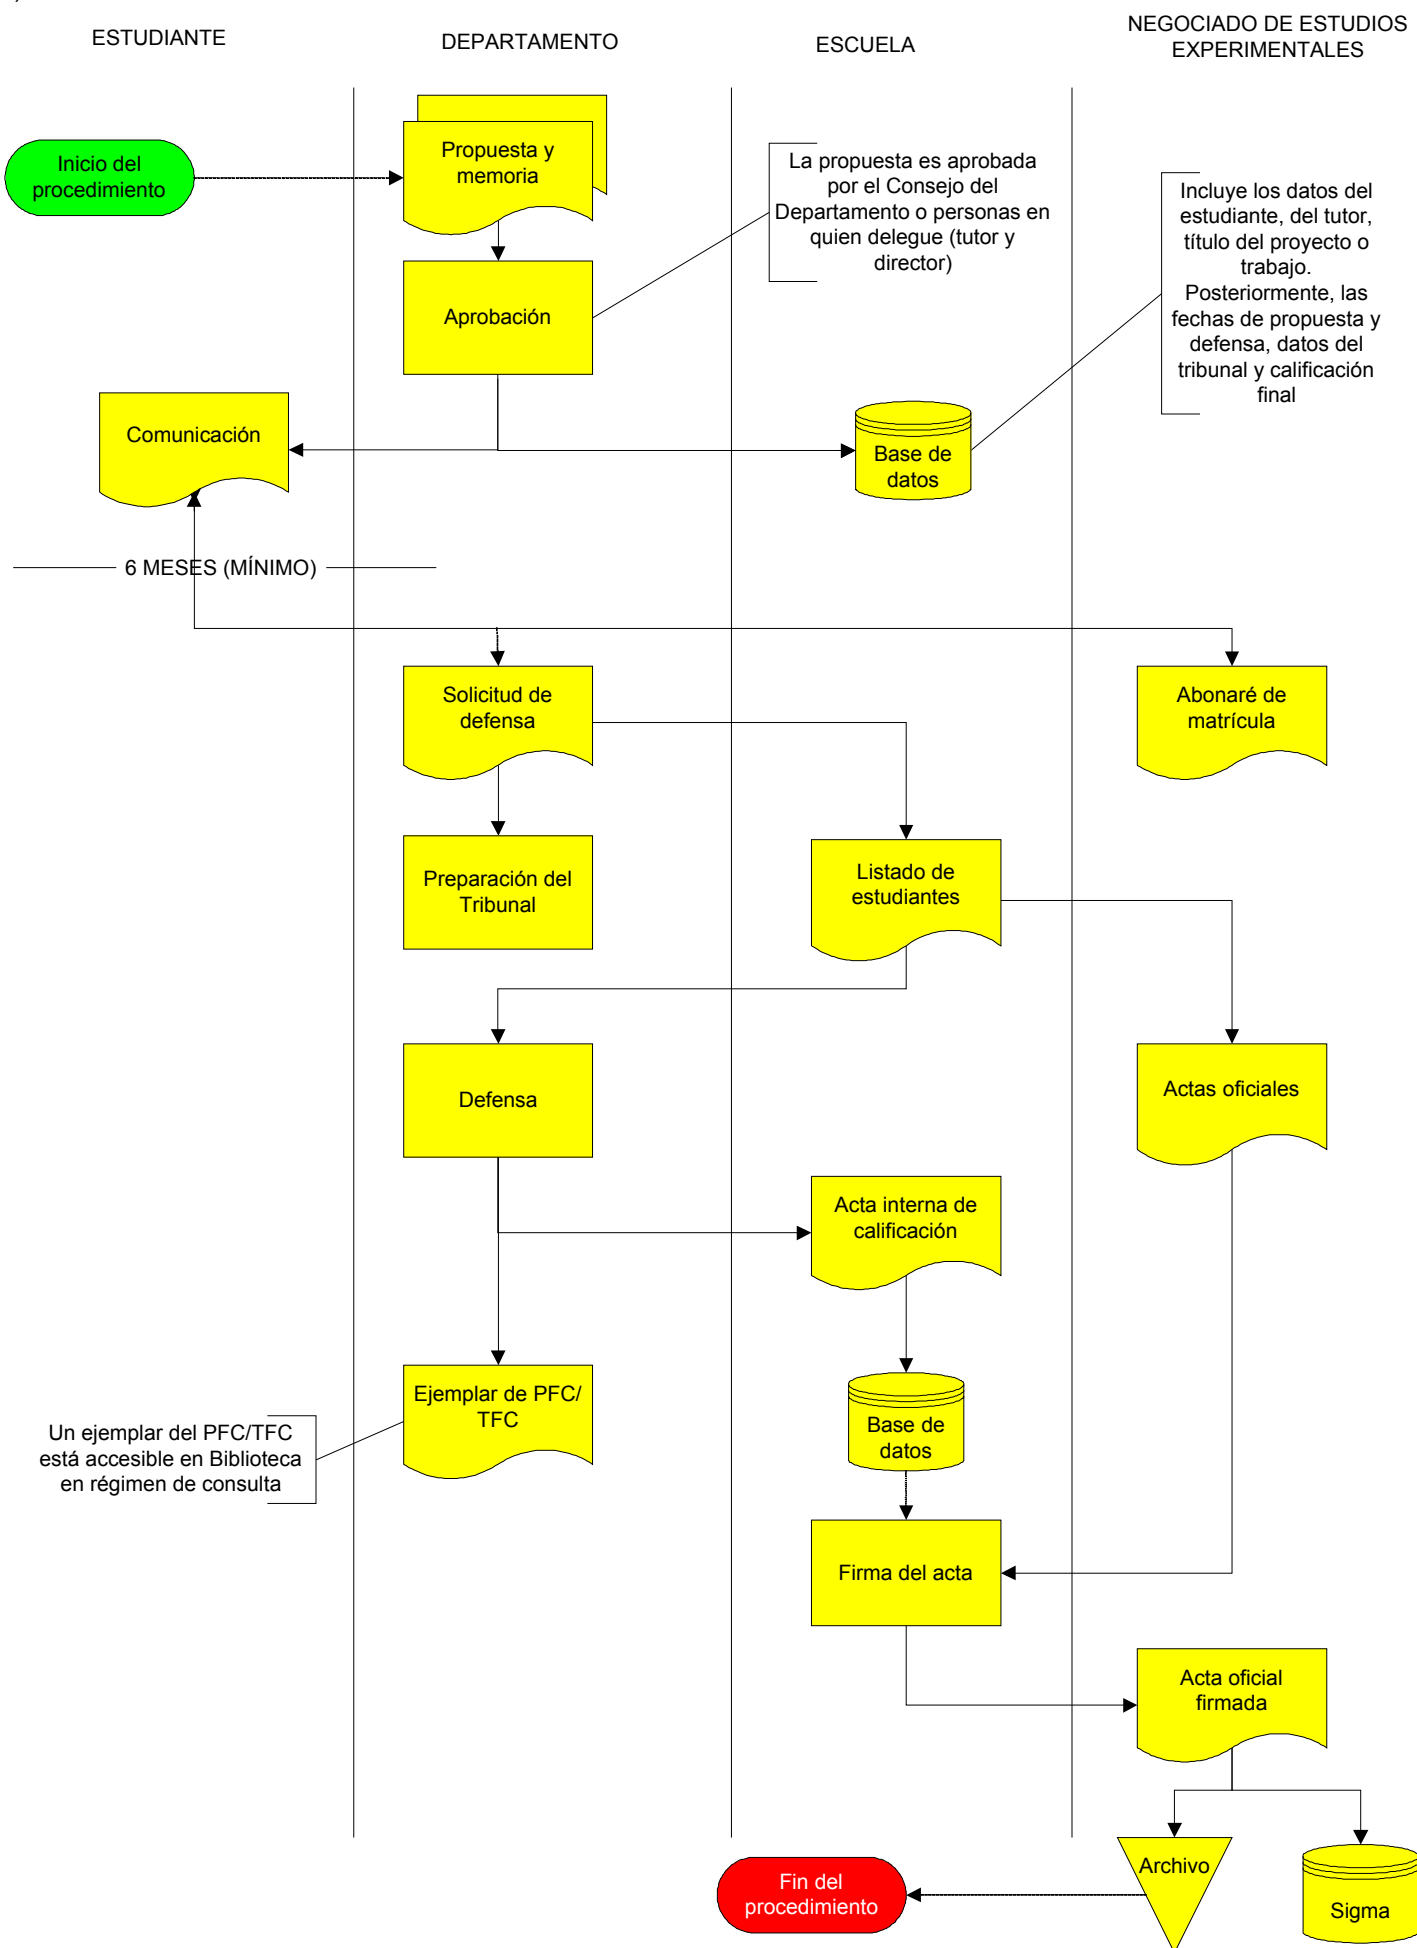 ESTUDIANTE
DEPARTAMENTO
ESCUELA
NEGOCIADO DE ESTUDIOS
EXPERIMENTALES
Inicio del
procedimiento
Propuesta y
memoria
La propuesta es aprobada
por el Consejo del
Departamento o personas en
quien delegue (tutor y
director)
Incluye los datos del
estudiante, del tutor,
título del proyecto o
trabajo.
Posteriormente, las
fechas de propuesta y
defensa, datos del
tribunal y calificación
final
Aprobación
Comunicación
Base de
datos
6 MESES (MÍNIMO)
Solicitud de
defensa
Abonaré de
matrícula
Preparación del
Tribunal
Listado de
estudiantes
Defensa
Actas oficiales
Acta interna de
calificación
Ejemplar de PFC/
TFC
Un ejemplar del PFC/TFC
está accesible en Biblioteca
en régimen de consulta
Base de
datos
Firma del acta
Acta oficial
firmada
Archivo
Sigma
Fin del
procedimiento